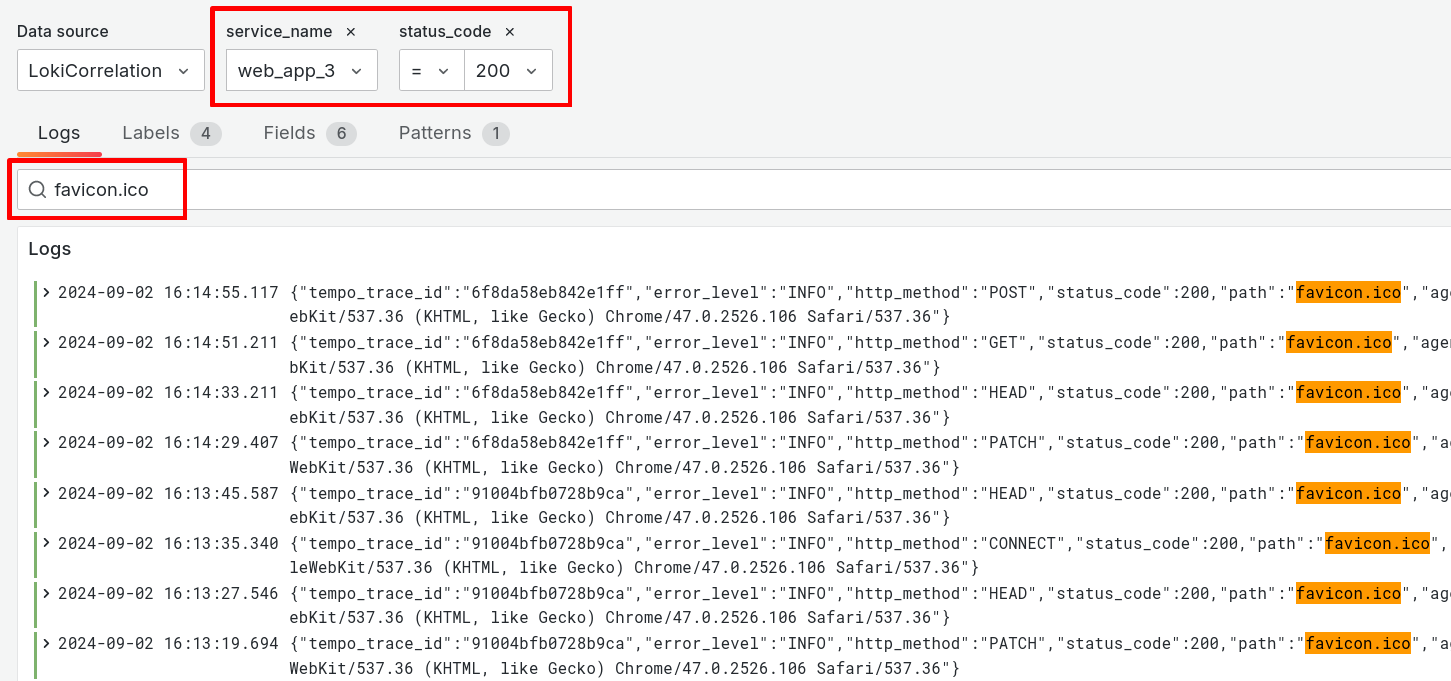 Data source service_name × status_code ×
LokiCorrelation web_app_3 = 200
Logs Labels 4 Fields 6 Patterns 1
favicon.ico
Logs
2024-09-02 16:14:55.117 {"tempo_trace_id":"6f8da58eb842e1ff","error_level":"INFO","http_method":"POST","status_code":200,"path":"favicon.ico","age
ebKit/537.36 (KHTML, like Gecko) Chrome/47.0.2526.106 Safari/537.36"}
2024-09-02 16:14:51.211 {"tempo_trace_id":"6f8da58eb842e1ff","error_level":"INFO","http_method":"GET","status_code":200,"path":"favicon.ico","agen
bKit/537.36 (KHTML, like Gecko) Chrome/47.0.2526.106 Safari/537.36"}
2024-09-02 16:14:33.211 {"tempo_trace_id":"6f8da58eb842e1ff","error_level":"INFO","http_method":"HEAD","status_code":200,"path":"favicon.ico","age
ebKit/537.36 (KHTML, like Gecko) Chrome/47.0.2526.106 Safari/537.36"}
2024-09-02 16:14:29.407 {"tempo_trace_id":"6f8da58eb842e1ff","error_level":"INFO","http_method":"PATCH","status_code":200,"path":"favicon.ico","a
WebKit/537.36 (KHTML, like Gecko) Chrome/47.0.2526.106 Safari/537.36"}
2024-09-02 16:13:45.587 {"tempo_trace_id":"91004bfb0728b9ca","error_level":"INFO","http_method":"HEAD","status_code":200,"path":"favicon.ico","age
ebKit/537.36 (KHTML, like Gecko) Chrome/47.0.2526.106 Safari/537.36"}
2024-09-02 16:13:35.340 {"tempo_trace_id":"91004bfb0728b9ca","error_level":"INFO","http_method":"CONNECT","status_code":200,"path":"favicon.ico",
leWebKit/537.36 (KHTML, like Gecko) Chrome/47.0.2526.106 Safari/537.36"}
2024-09-02 16:13:27.546 {"tempo_trace_id":"91004bfb0728b9ca","error_level":"INFO","http_method":"HEAD","status_code":200,"path":"favicon.ico","age
ebKit/537.36 (KHTML, like Gecko) Chrome/47.0.2526.106 Safari/537.36"}
2024-09-02 16:13:19.694 {"tempo_trace_id":"91004bfb0728b9ca","error_level":"INFO","http_method":"PATCH","status_code":200,"path":"favicon.ico","a
WebKit/537.36 (KHTML, like Gecko) Chrome/47.0.2526.106 Safari/537.36"}